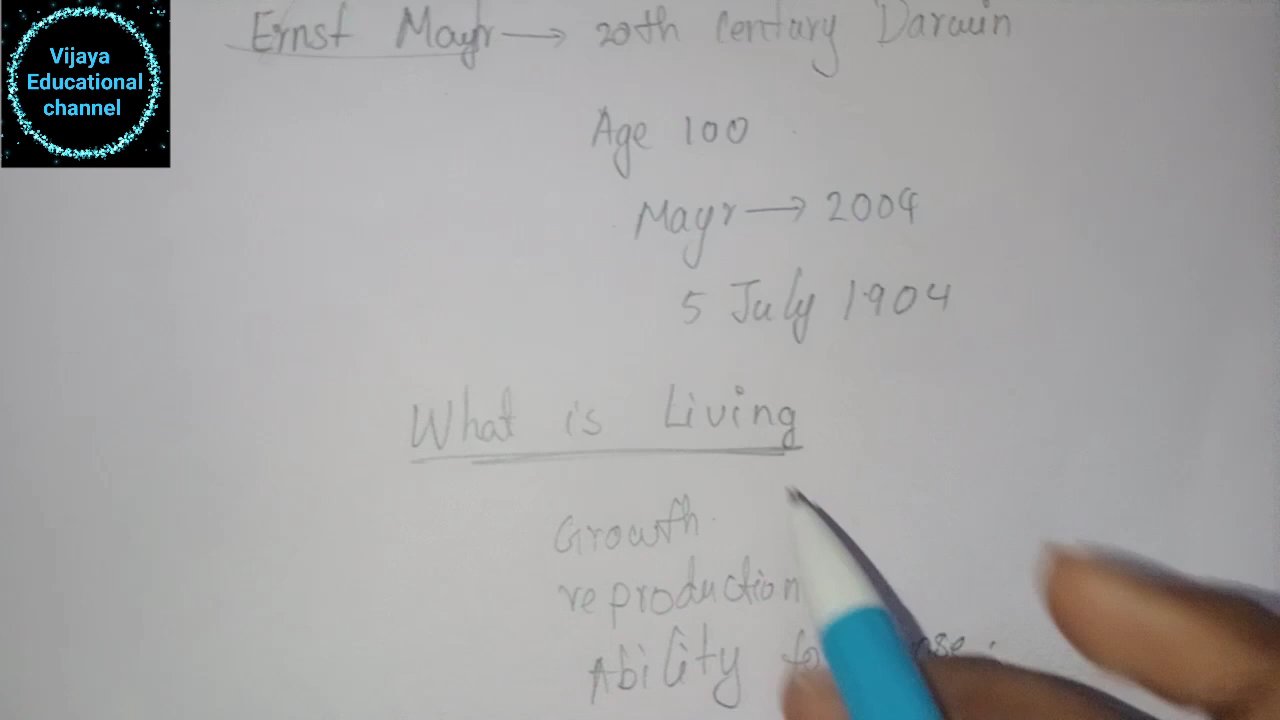 Vijaya
Educational
channel
Ernst Mayr → 20th century Darwin
Age 100
Mayr → 2004
5 July 1904
What is Living
Growth.
reproduction
Ability